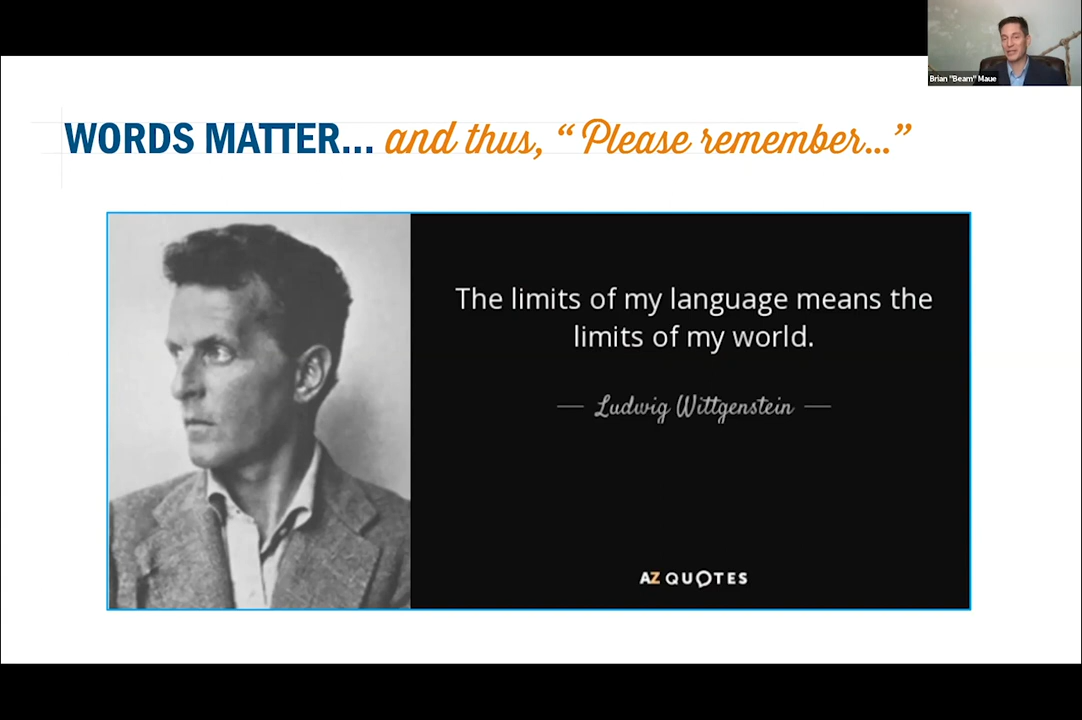 Brian "Beam" Maue
WORDS MATTER... and thus, “Please remember...”
The limits of my language means the
limits of my world.
— Ludwig Wittgenstein —
AZ QUOTES